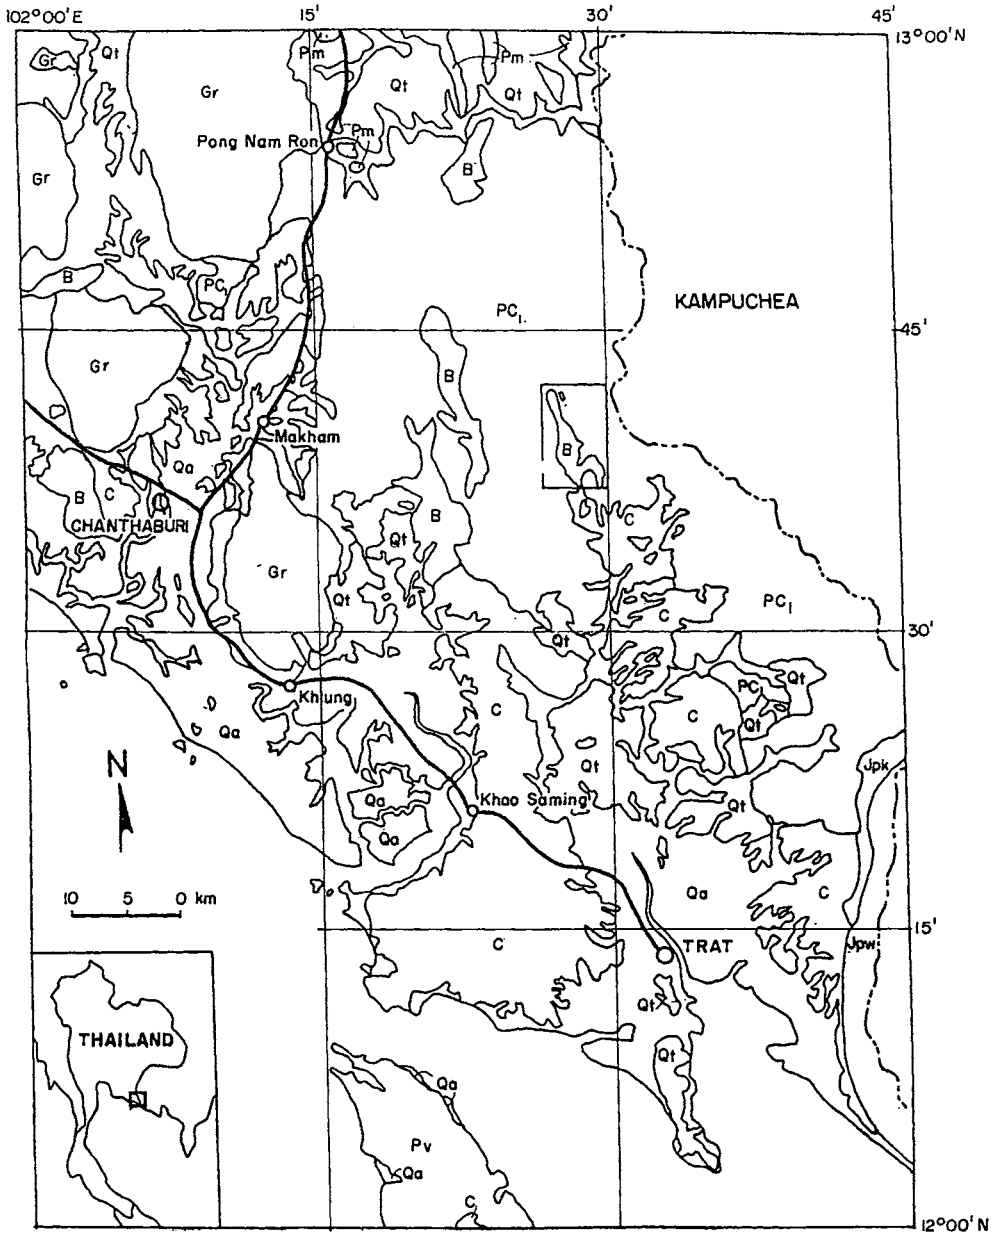 102°00'E 15' 30' 45'
13°00'N
Gr Qt Pm Pm
Gr Qt Qt
Pong Nam Ron Pm
Gr B
B PC₁
KAMPUCHEA
PC₁
45'
Gr
B
Makham
Qa B
B C
CHANTHABURI B C
Qt
Gr Qt PC₁
C
30'
Qt
PC₁ Qt
Khlung C C Qt
Qa
Qt Jpk
N
Qa Khao Saming Qt
Qa
10 5 0 km
Qa C
15'
C TRAT Jpw
Qt
THAILAND
Qt
Qa
Pv
Qa
C
12°00'N